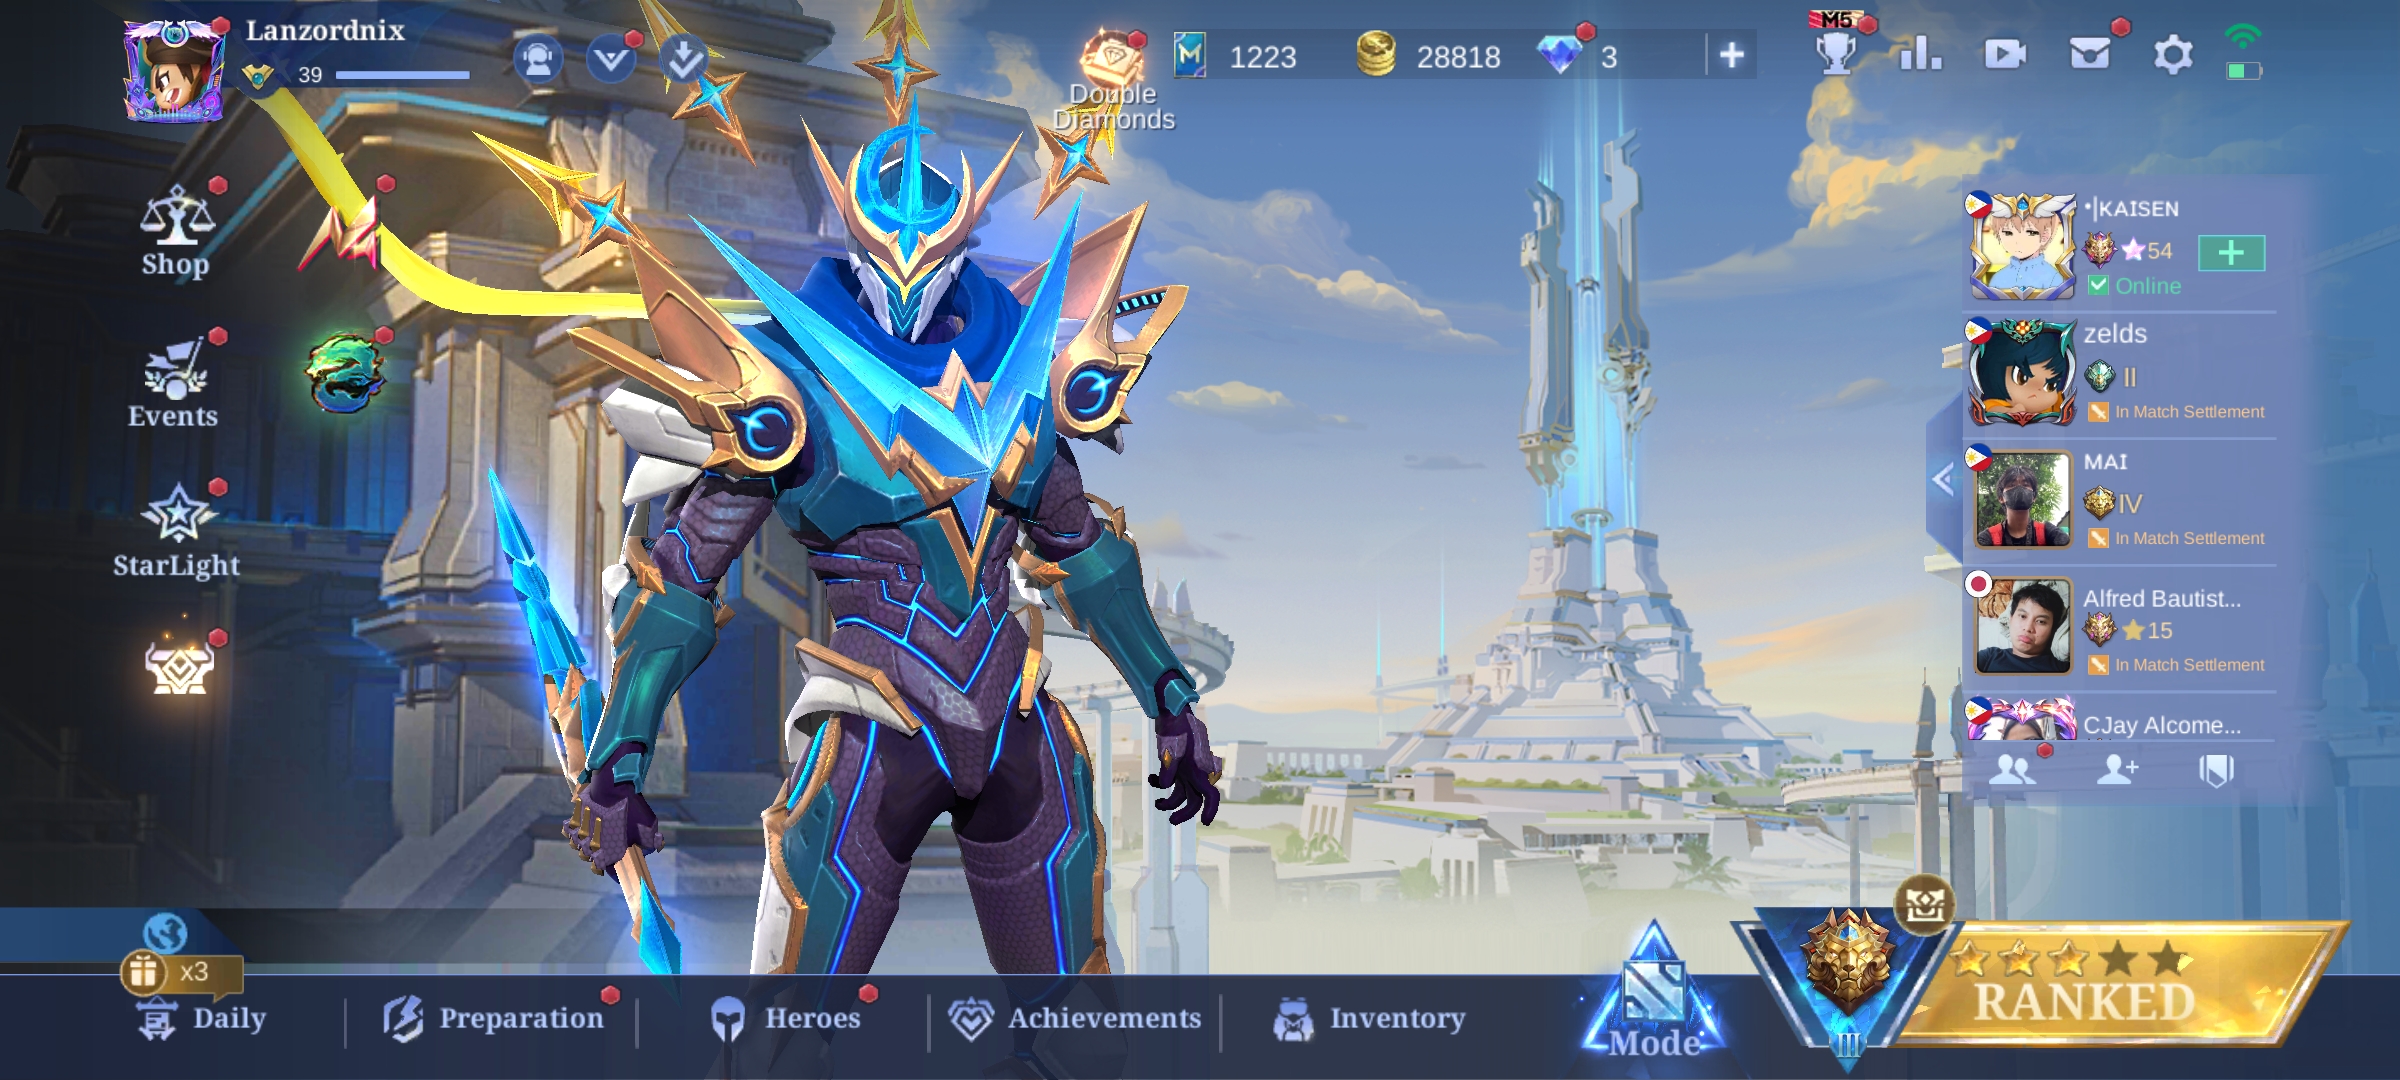 Lanzordnix
39
Double
Diamonds
1223
28818
3
M5
Shop
Events
StarLight
•|KAISEN
54
Online
zelds
II
In Match Settlement
MAI
IV
In Match Settlement
Alfred Bautist...
15
In Match Settlement
CJay Alcome...
x3
Daily
Preparation
Heroes
Achievements
Inventory
Mode
III
RANKED